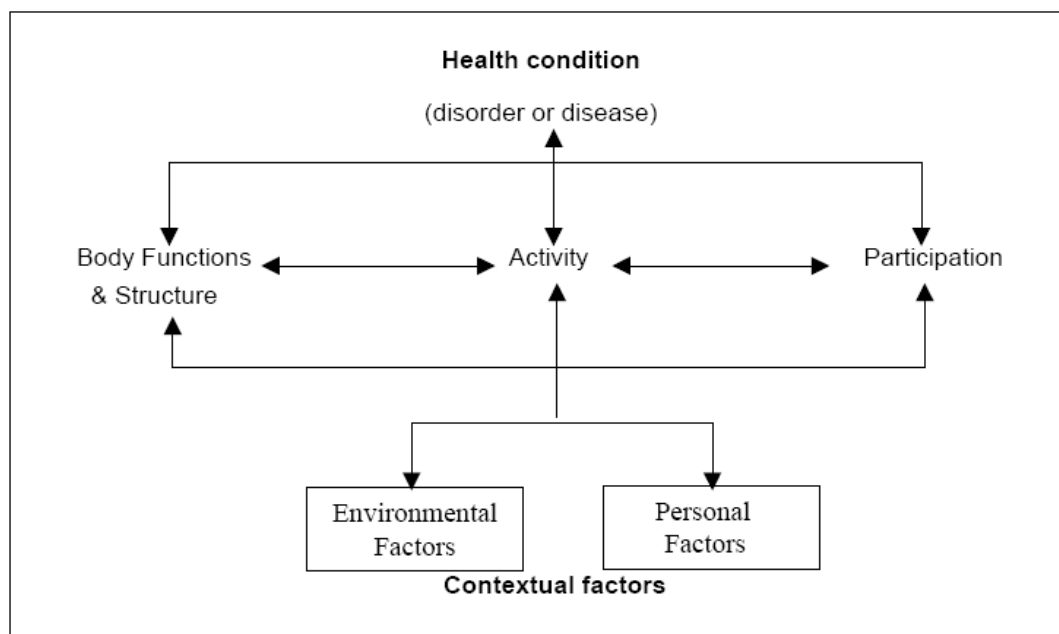 Health condition
(disorder or disease)
Body Functions
& Structure
Activity
Participation
Environmental
Factors
Personal
Factors
Contextual factors